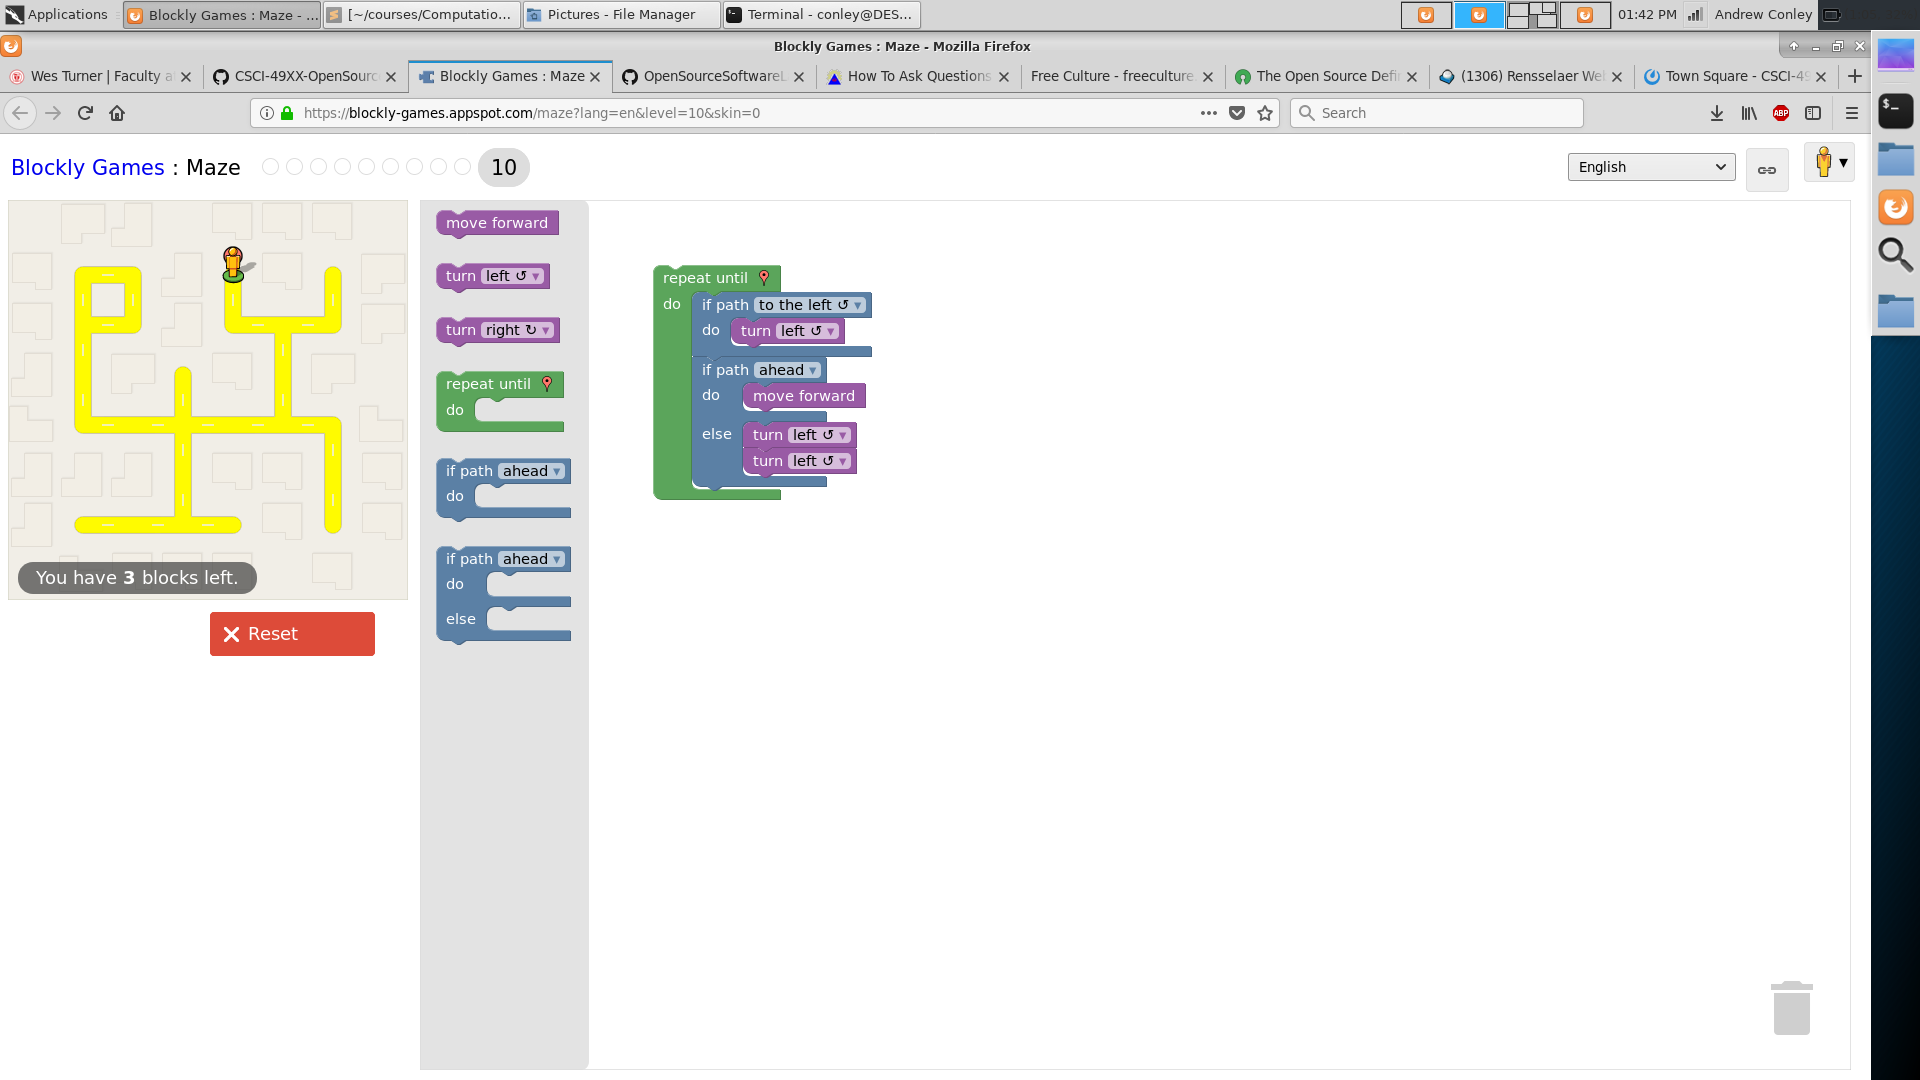 Applications
Blockly Games : Maze - ...
[~/courses/Computatio...
Pictures - File Manager
Terminal - conley@DES...
01:42 PM
Andrew Conley
Blockly Games : Maze - Mozilla Firefox
Wes Turner | Faculty a
CSCI-49XX-OpenSourc
Blockly Games : Maze
OpenSourceSoftwareL
How To Ask Questions
Free Culture - freeculture.
The Open Source Defi
(1306) Rensselaer We
Town Square - CSCI-49
https://blockly-games.appspot.com/maze?lang=en&level=10&skin=0
Search
ABP
Blockly Games : Maze
10
English
move forward
turn left ↺ ▾
turn right ↻ ▾
repeat until
do
if path ahead ▾
do
if path ahead ▾
do
else
repeat until
do
if path to the left ↺ ▾
do turn left ↺ ▾
if path ahead ▾
do move forward
else turn left ↺ ▾
turn left ↺ ▾
You have 3 blocks left.
Reset
$_